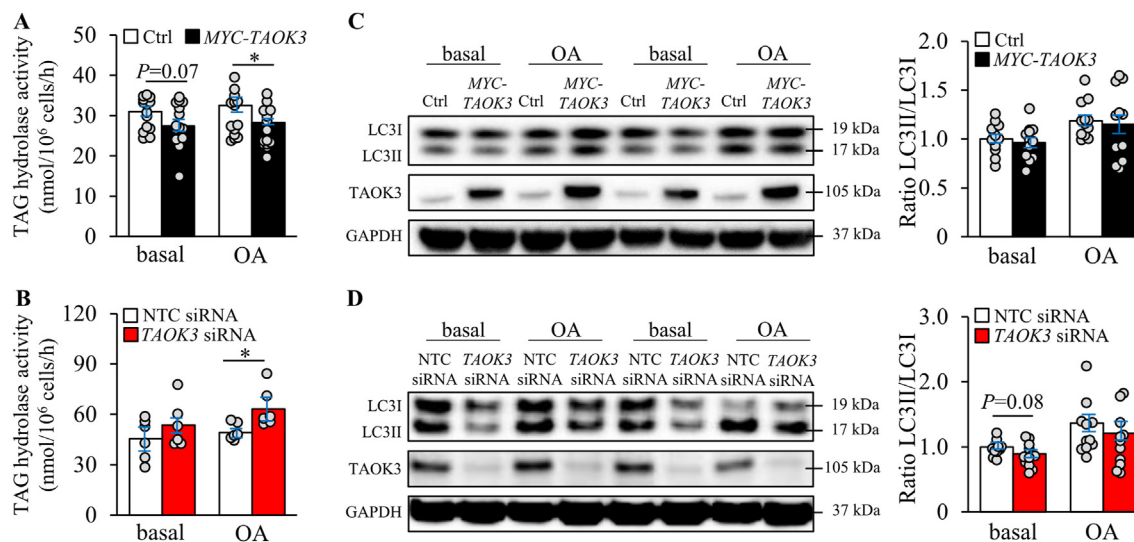 A
TAG hydrolase activity
(nmol/10⁶ cells/h)
Ctrl MYC-TAOK3
50
40
30
20
10
0
P=0.07
*
basal OA
B
TAG hydrolase activity
(nmol/10⁶ cells/h)
NTC siRNA
TAOK3 siRNA
120
90
60
30
0
*
basal OA
C
basal OA basal OA
Ctrl MYC-TAOK3 Ctrl MYC-TAOK3 Ctrl MYC-TAOK3 Ctrl MYC-TAOK3
LC3I 19 kDa
LC3II 17 kDa
TAOK3 105 kDa
GAPDH 37 kDa
Ratio LC3II/LC3I
Ctrl
MYC-TAOK3
2.0
1.5
1.0
0.5
0.0
basal OA
D
basal OA basal OA
NTC TAOK3 NTC TAOK3 NTC TAOK3 NTC TAOK3
siRNA siRNA siRNA siRNA siRNA siRNA siRNA siRNA
LC3I 19 kDa
LC3II 17 kDa
TAOK3 105 kDa
GAPDH 37 kDa
Ratio LC3II/LC3I
NTC siRNA
TAOK3 siRNA
3.0
2.0
1.0
0.0
P=0.08
basal OA